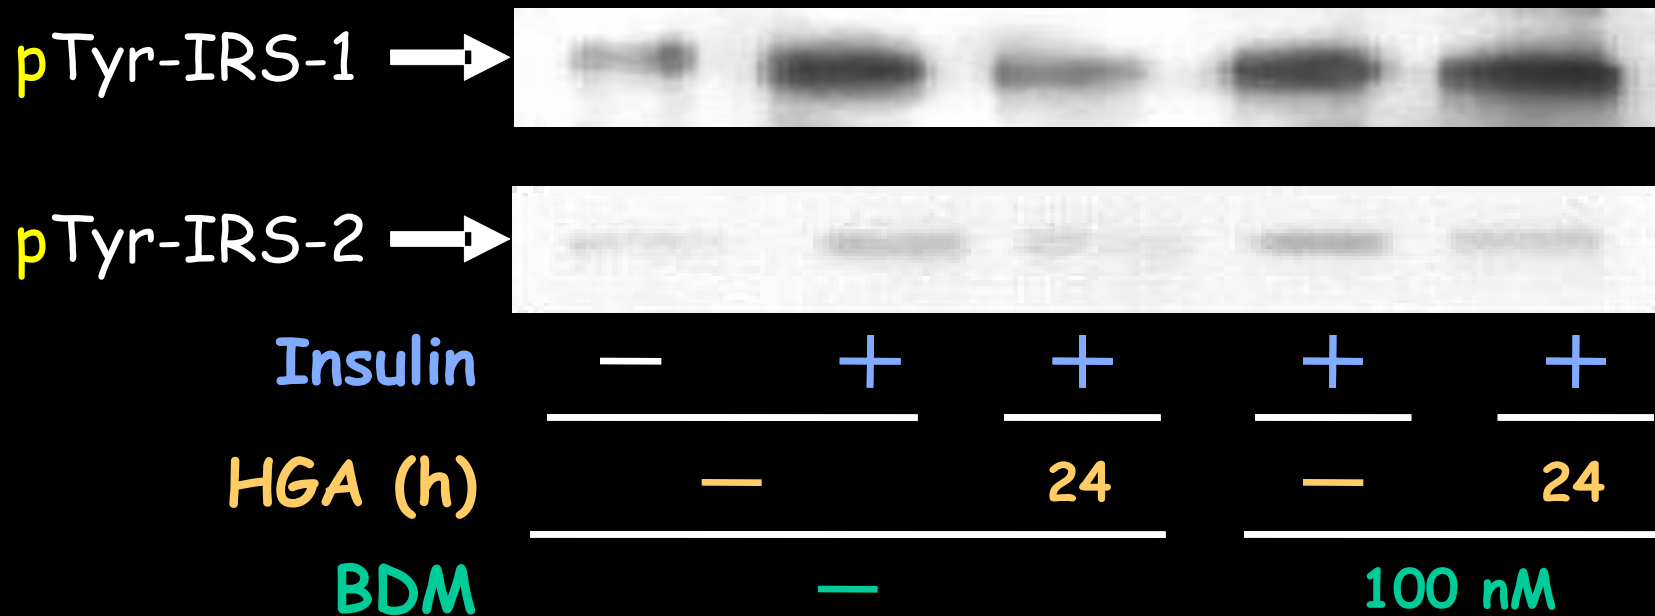 pTyr-IRS-1
pTyr-IRS-2
Insulin — + + + +
HGA (h) — 24 — 24
BDM — 100 nM